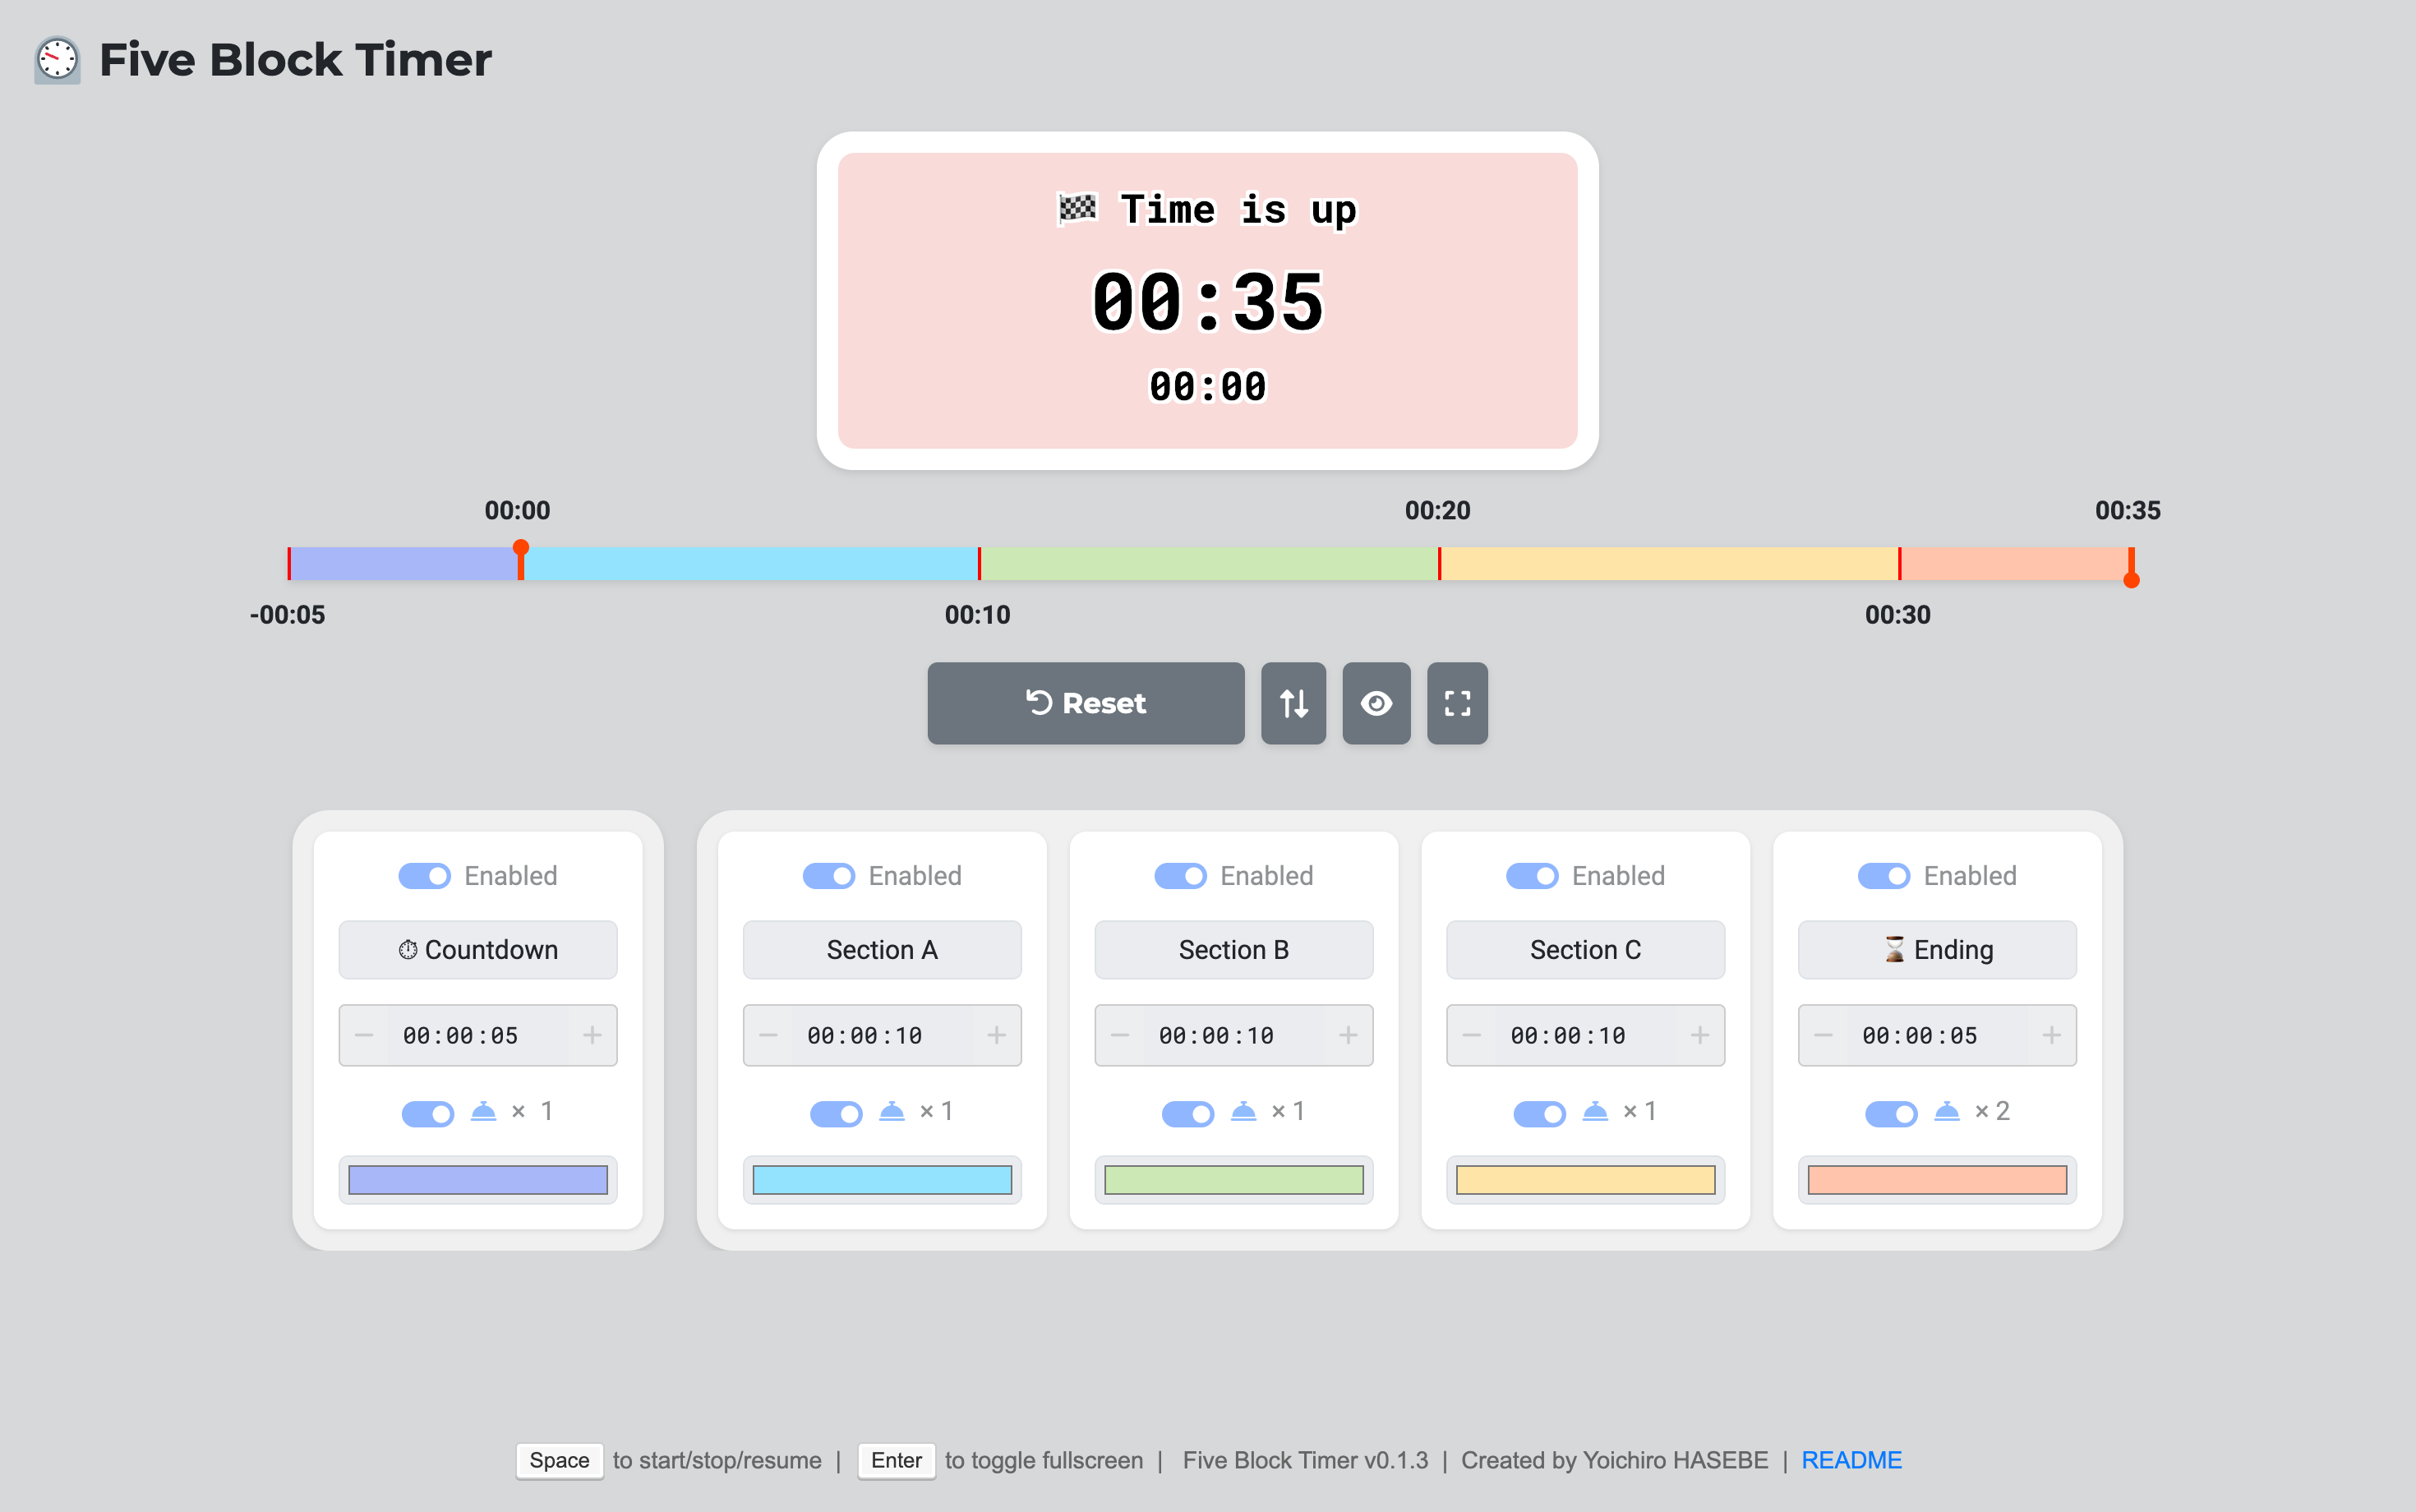 Five Block Timer
🏁 Time is up
00:35
00:00
00:00 00:20 00:35
-00:05 00:10 00:30
Reset
Enabled Enabled Enabled Enabled Enabled
⏱ Countdown Section A Section B Section C ⌛ Ending
− 00:00:05 + − 00:00:10 + − 00:00:10 + − 00:00:10 + − 00:00:05 +
× 1 × 1 × 1 × 1 × 2
Space to start/stop/resume | Enter to toggle fullscreen | Five Block Timer v0.1.3 | Created by Yoichiro HASEBE | README